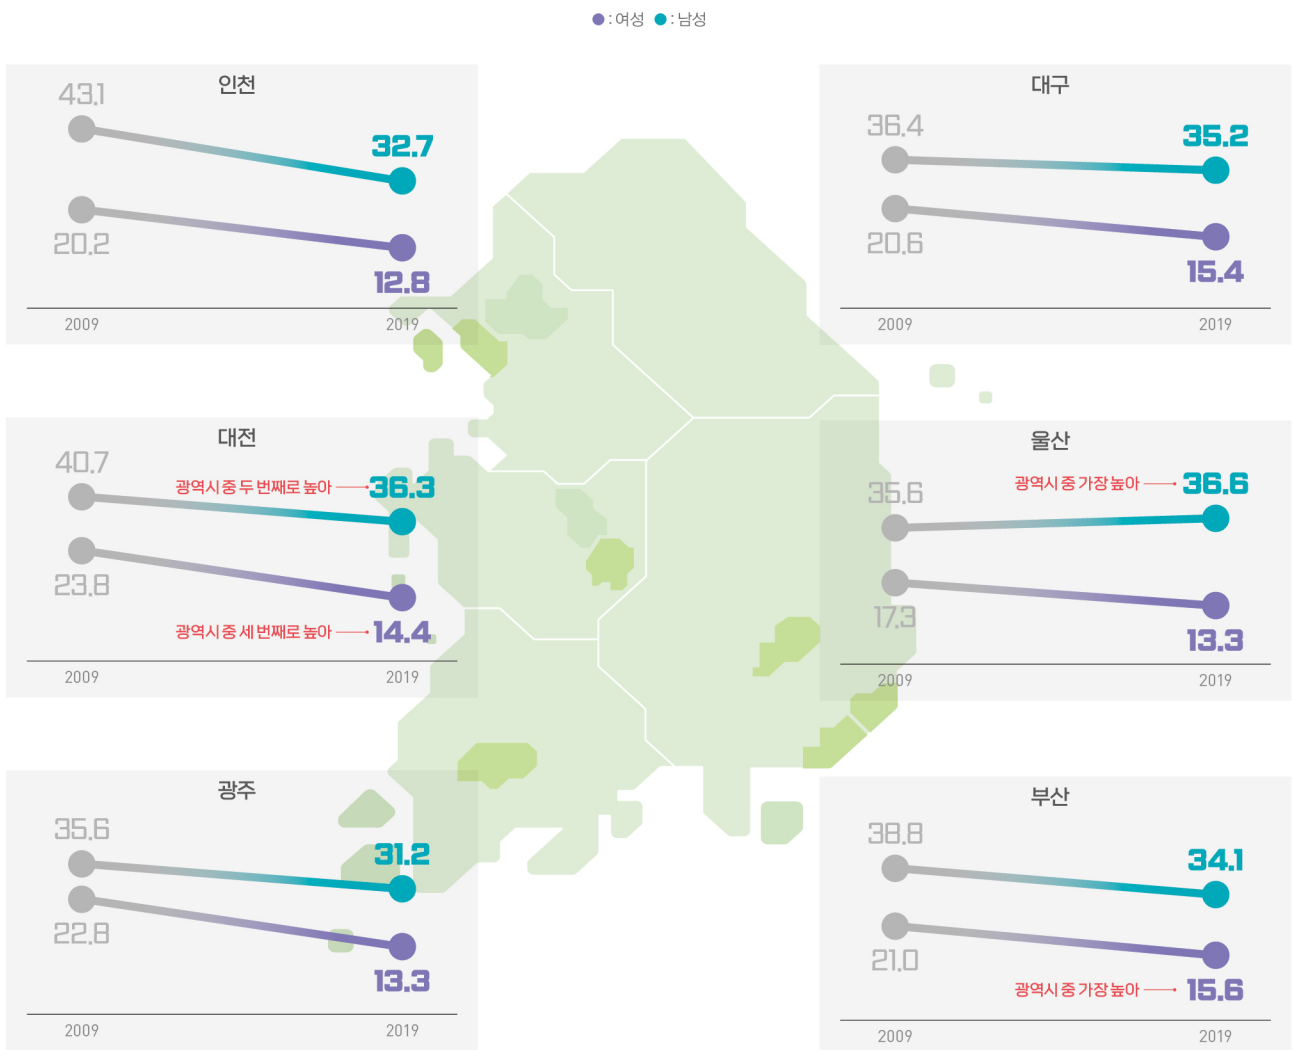 : 여성 : 남성
인천
43.1
32.7
20.2
12.8
2009 2019
대구
36.4
35.2
20.6
15.4
2009 2019
대전
40.7
광역시 중 두 번째로 높아 36.3
23.8
광역시 중 세 번째로 높아 14.4
2009 2019
울산
광역시 중 가장 높아 36.6
35.6
17.3
13.3
2009 2019
광주
35.6
31.2
22.8
13.3
2009 2019
부산
38.8
34.1
21.0
광역시 중 가장 높아 15.6
2009 2019